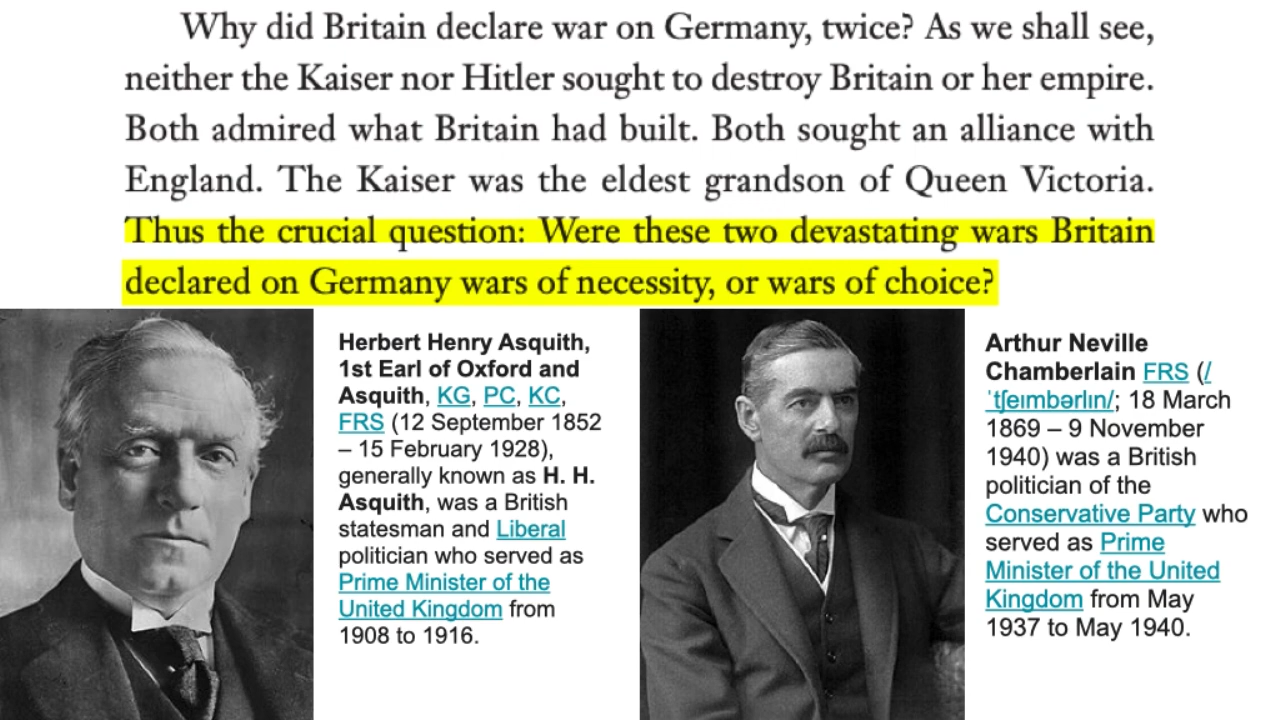 Why did Britain declare war on Germany, twice? As we shall see,
neither the Kaiser nor Hitler sought to destroy Britain or her empire.
Both admired what Britain had built. Both sought an alliance with
England. The Kaiser was the eldest grandson of Queen Victoria.
Thus the crucial question: Were these two devastating wars Britain
declared on Germany wars of necessity, or wars of choice?
Herbert Henry Asquith,
1st Earl of Oxford and
Asquith, KG, PC, KC,
FRS (12 September 1852
– 15 February 1928),
generally known as H. H.
Asquith, was a British
statesman and Liberal
politician who served as
Prime Minister of the
United Kingdom from
1908 to 1916.
Arthur Neville
Chamberlain FRS (/
ˈtʃeɪmbərlɪn/; 18 March
1869 – 9 November
1940) was a British
politician of the
Conservative Party who
served as Prime
Minister of the United
Kingdom from May
1937 to May 1940.